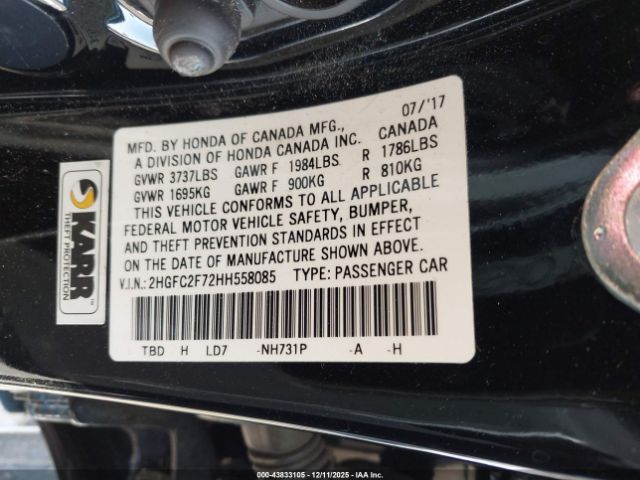 07/'17
MFD. BY HONDA OF CANADA MFG., CANADA
A DIVISION OF HONDA CANADA INC.
GVWR 3737LBS GAWR F 1984LBS R 1786LBS
GVWR 1695KG GAWR F 900KG R 810KG
THIS VEHICLE CONFORMS TO ALL APPLICABLE
FEDERAL MOTOR VEHICLE SAFETY, BUMPER,
AND THEFT PREVENTION STANDARDS IN EFFECT
ON THE DATE OF MANUFACTURE SHOWN ABOVE.
V.I.N.: 2HGFC2F72HH558085 TYPE: PASSENGER CAR
TBD H LD7 -NH731P -A -H
KARR
THEFT PROTECTION
000-43833105 - 12/11/2025 - IAA Inc.